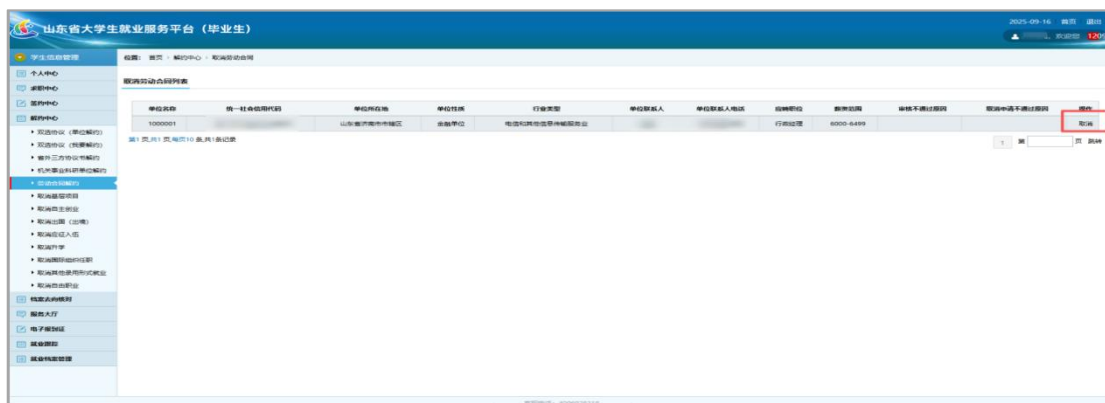 山东省大学生就业服务平台（毕业生）
2025-09-16 首页 退出
欢迎您 120
学生信息管理
位置： 首页 › 解约中心 › 取消劳动合同
个人中心
求职中心
签约中心
解约中心
双选协议（单位解约）
双选协议（我要解约）
省外三方协议书解约
机关事业科研单位解约
劳动合同解约
取消基层项目
取消自主创业
取消出国（出境）
取消应征入伍
取消升学
取消国际组织任职
取消其他录用形式就业
取消自由职业
档案去向核对
服务大厅
电子报到证
就业跟踪
就业档案管理
取消劳动合同列表
单位名称 统一社会信用代码 单位所在地 单位性质 行业类型 单位联系人 单位联系人电话 应聘职位 薪资范围 审核不通过原因 取消申请不通过原因 操作
1000001 山东省济南市市辖区 金融单位 电信和其他信息传输服务业 行政经理 6000-6499 取消
第1 页,共1 页,每页10 条,共1条记录
1 第 页 跳转